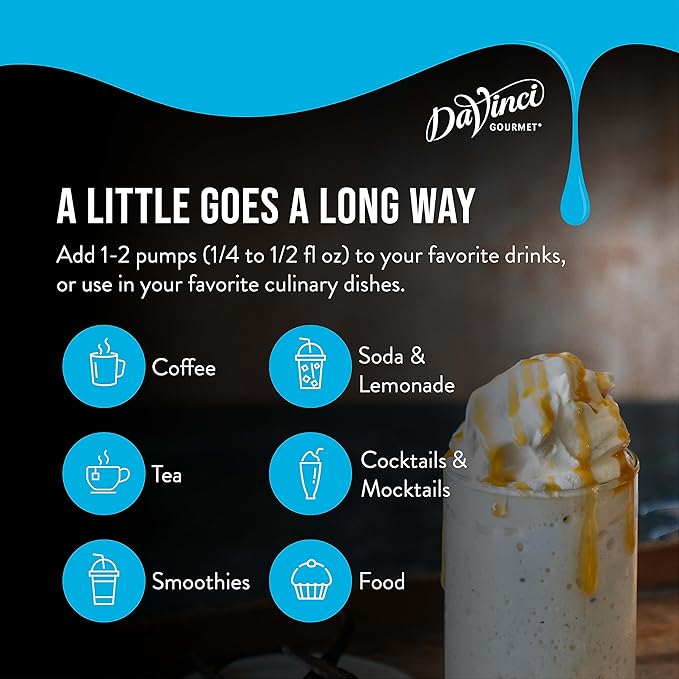 DaVinci
GOURMET®
A LITTLE GOES A LONG WAY
Add 1-2 pumps (1/4 to 1/2 fl oz) to your favorite drinks,
or use in your favorite culinary dishes.
Coffee
Soda &
Lemonade
Tea
Cocktails &
Mocktails
Smoothies
Food